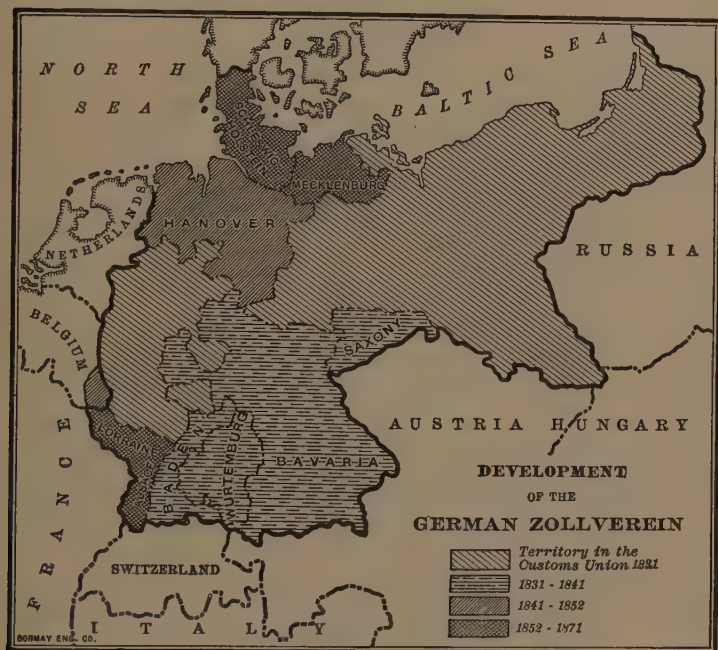 NORTH
SEA
BALTIC SEA
SCHLESWIG
HOLSTEIN
MECKLENBURG
HANOVER
NETHERLANDS
RUSSIA
BELGIUM
SAXONY
FRANCE
LORRAINE
ALSACE
BADEN
WURTEMBURG
BAVARIA
AUSTRIA HUNGARY
SWITZERLAND
ITALY
DEVELOPMENT
OF THE
GERMAN ZOLLVEREIN
Territory in the
Customs Union 1831
1831 - 1841
1841 - 1852
1852 - 1871
BORMAY ENG. CO.